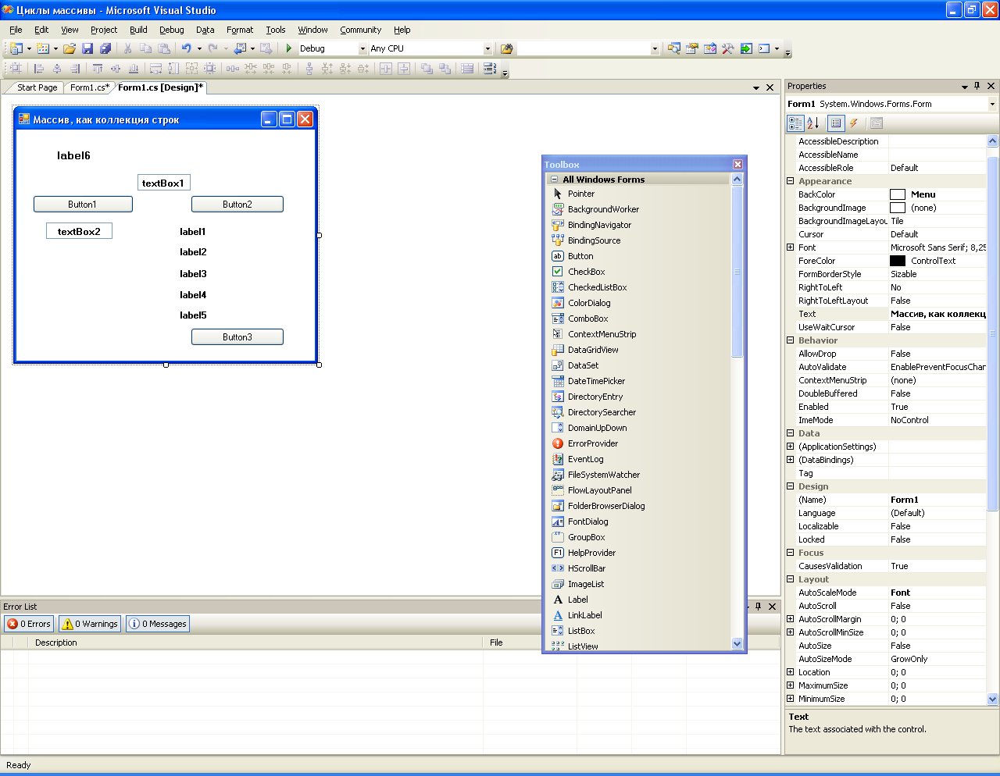 Циклы массивы - Microsoft Visual Studio
File Edit View Project Build Debug Data Format Tools Window Community Help
Debug Any CPU
Start Page Form1.cs* Form1.cs [Design]*
Массив, как коллекция строк
label6
textBox1
Button1 Button2
textBox2 label1
label2
label3
label4
label5
Button3
Toolbox
All Windows Forms
Pointer
BackgroundWorker
BindingNavigator
BindingSource
Button
CheckBox
CheckedListBox
ColorDialog
ComboBox
ContextMenuStrip
DataGridView
DataSet
DateTimePicker
DirectoryEntry
DirectorySearcher
DomainUpDown
ErrorProvider
EventLog
FileSystemWatcher
FlowLayoutPanel
FolderBrowserDialog
FontDialog
GroupBox
HelpProvider
HScrollBar
ImageList
Label
LinkLabel
ListBox
ListView
Properties
Form1 System.Windows.Forms.Form
AccessibleDescription
AccessibleName
AccessibleRole Default
Appearance
BackColor Menu
BackgroundImage (none)
BackgroundImageLayou Tile
Cursor Default
Font Microsoft Sans Serif; 8,25
ForeColor ControlText
FormBorderStyle Sizable
RightToLeft No
RightToLeftLayout False
Text Массив, как коллекц
UseWaitCursor False
Behavior
AllowDrop False
AutoValidate EnablePreventFocusChan
ContextMenuStrip (none)
DoubleBuffered False
Enabled True
ImeMode NoControl
Data
(ApplicationSettings)
(DataBindings)
Tag
Design
(Name) Form1
Language (Default)
Localizable False
Locked False
Focus
CausesValidation True
Layout
AutoScaleMode Font
AutoScroll False
AutoScrollMargin 0; 0
AutoScrollMinSize 0; 0
AutoSize False
AutoSizeMode GrowOnly
Location 0; 0
MaximumSize 0; 0
MinimumSize 0; 0
Text
The text associated with the control.
Error List
0 Errors 0 Warnings 0 Messages
Description File
Ready